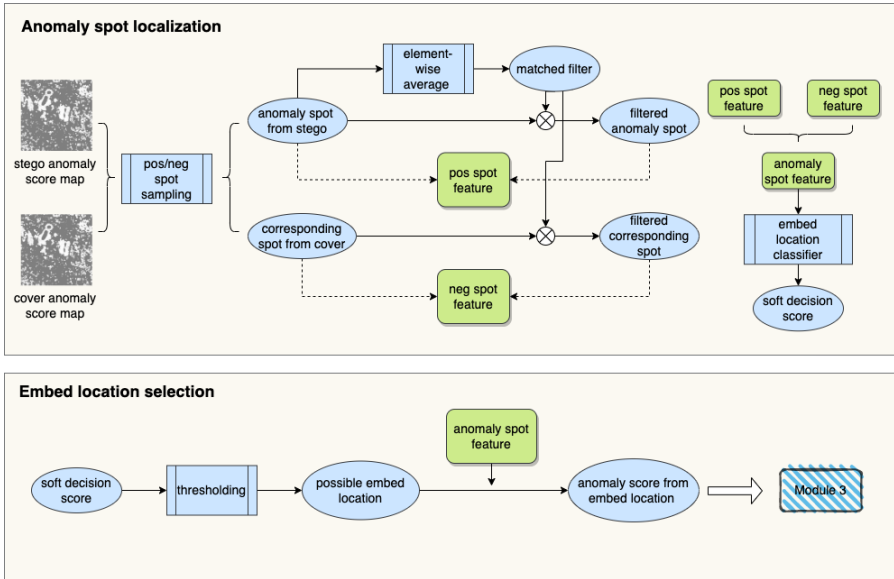 Anomaly spot localization
stego anomaly
score map
cover anomaly
score map
pos/neg
spot
sampling
element-
wise
average
matched filter
anomaly spot
from stego
filtered
anomaly spot
pos spot
feature
corresponding
spot from cover
filtered
corresponding
spot
neg spot
feature
pos spot
feature
neg spot
feature
anomaly
spot feature
embed
location
classifier
soft decision
score
Embed location selection
soft decision
score
thresholding
possible embed
location
anomaly spot
feature
anomaly score from
embed location
Module 3